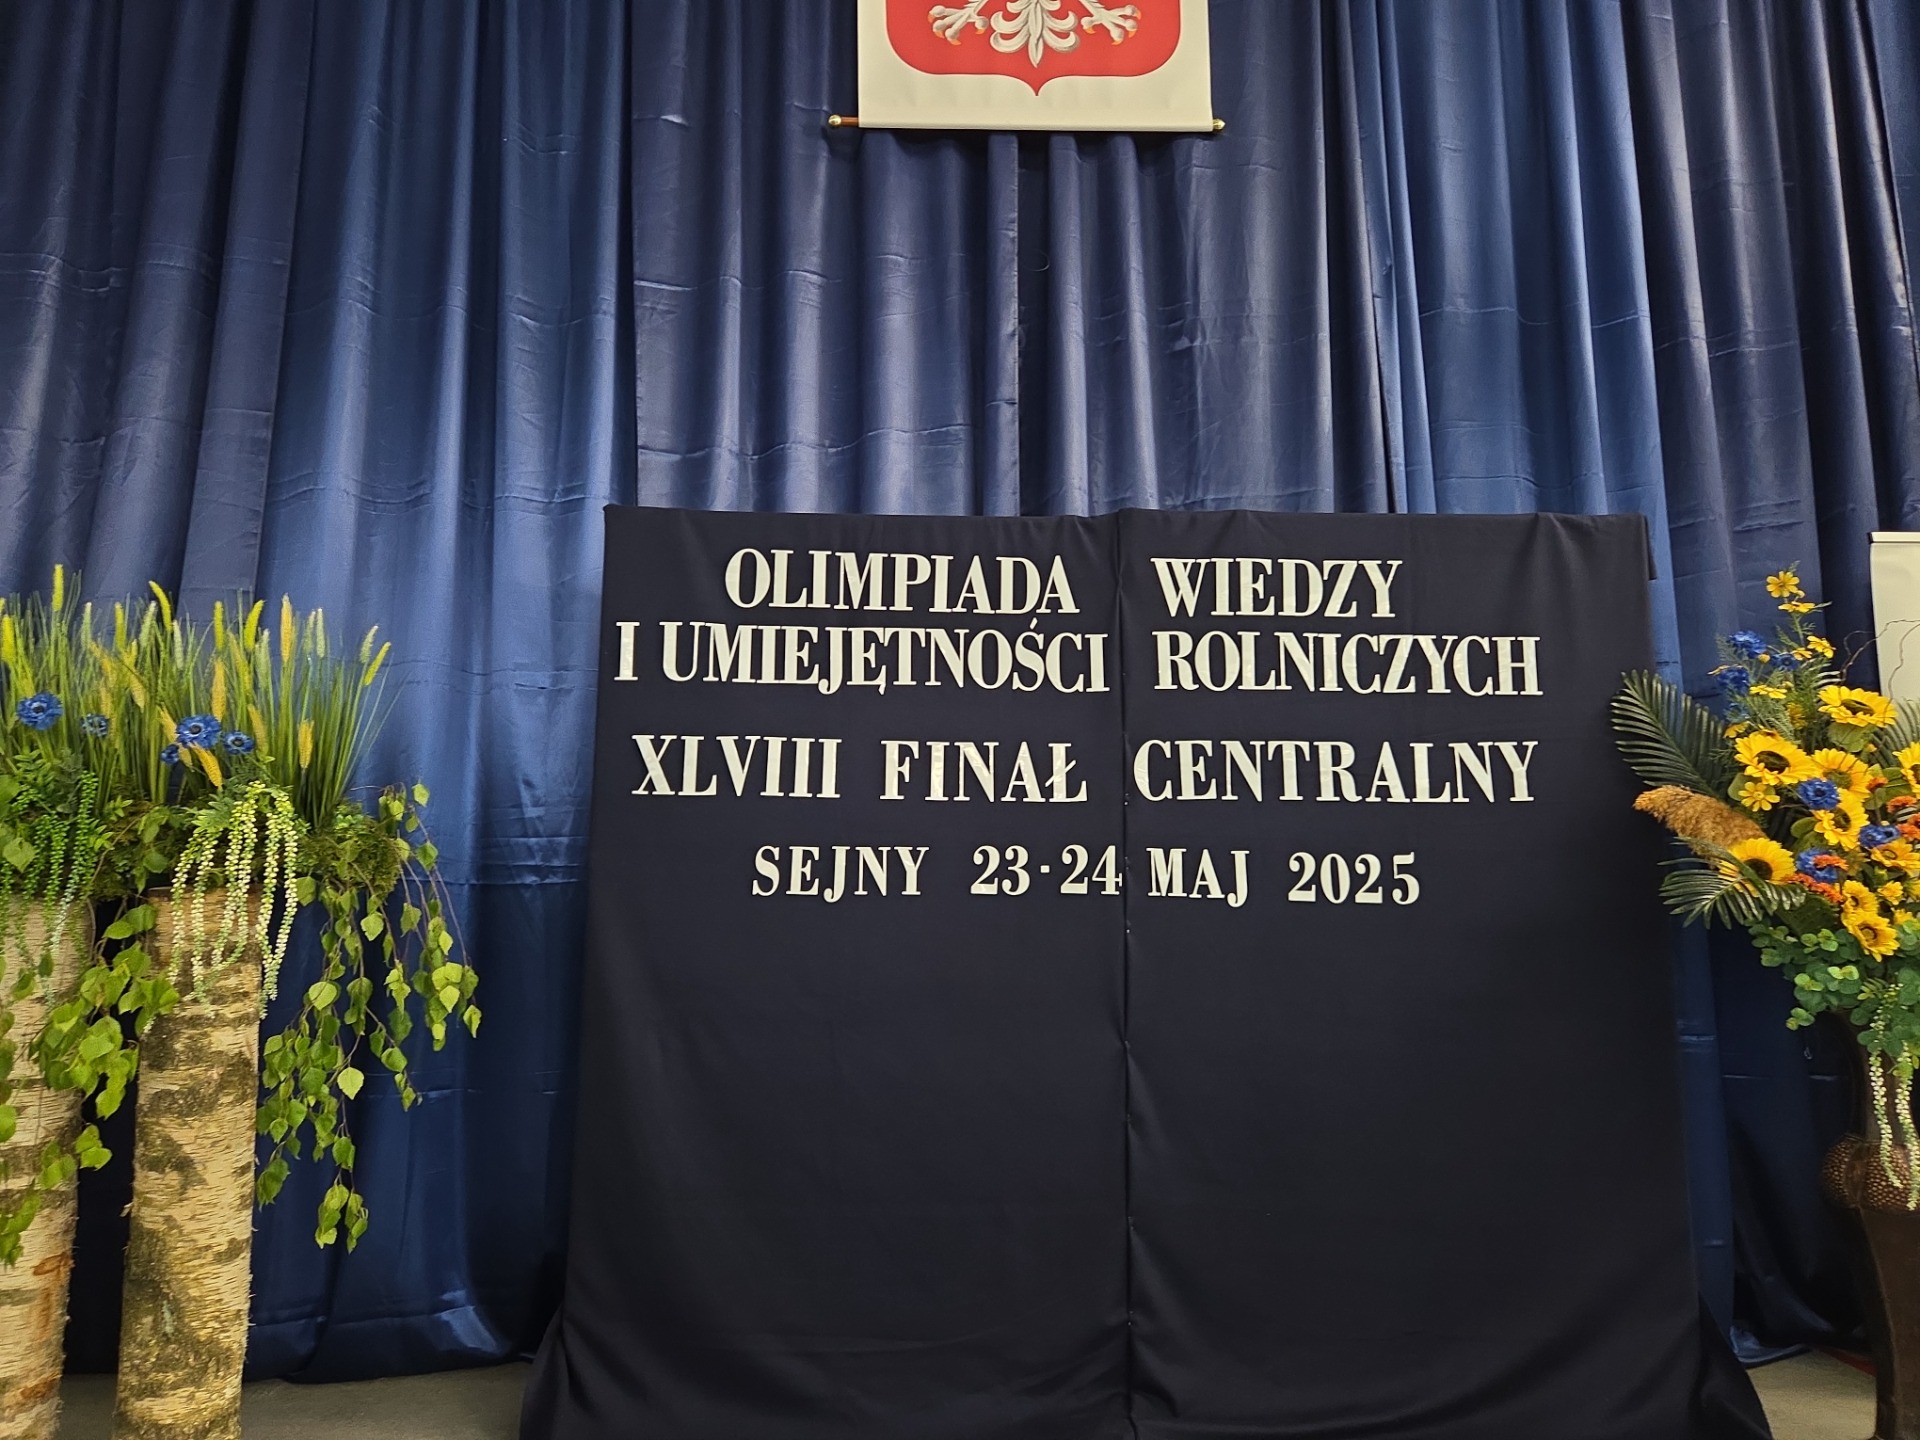 OLIMPIADA WIEDZY
I UMIEJĘTNOŚCI ROLNICZYCH
XLVIII FINAŁ CENTRALNY
SEJNY 23-24 MAJ 2025